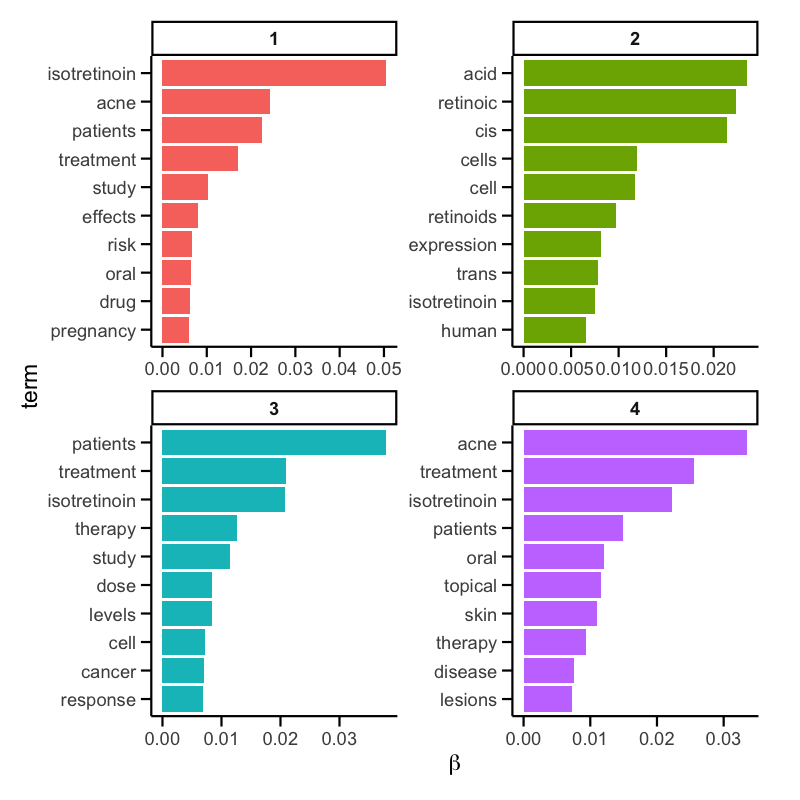 1
isotretinoin
acne
patients
treatment
study
effects
risk
oral
drug
pregnancy
0.00 0.01 0.02 0.03 0.04 0.05
2
acid
retinoic
cis
cells
cell
retinoids
expression
trans
isotretinoin
human
0.000 0.005 0.010 0.015 0.020
term
3
patients
treatment
isotretinoin
therapy
study
dose
levels
cell
cancer
response
0.00 0.01 0.02 0.03
4
acne
treatment
isotretinoin
patients
oral
topical
skin
therapy
disease
lesions
0.00 0.01 0.02 0.03
β